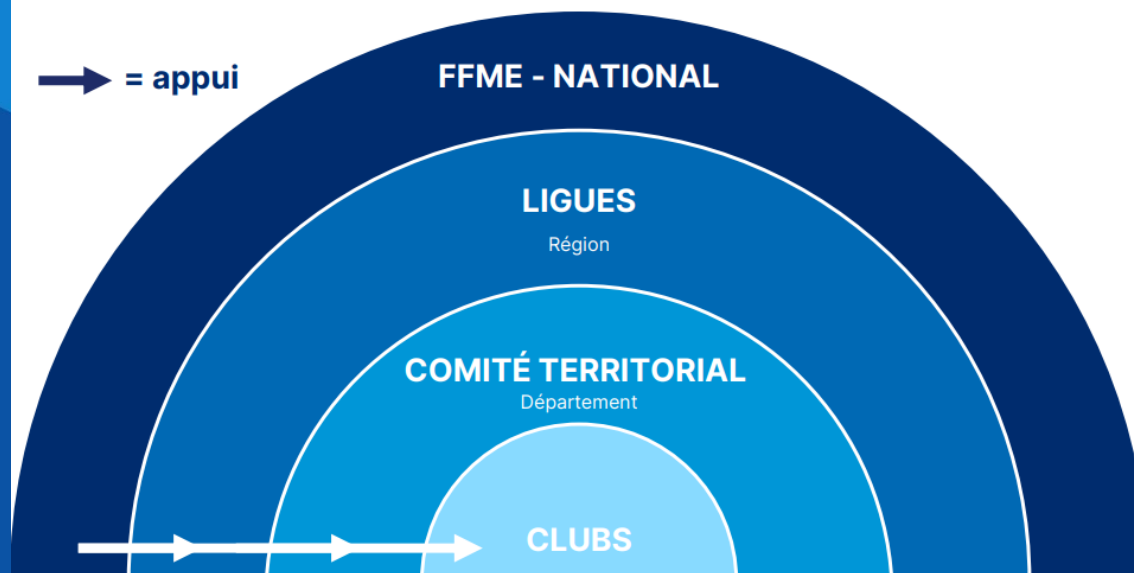 = appui
FFME - NATIONAL
LIGUES
Région
COMITÉ TERRITORIAL
Département
CLUBS